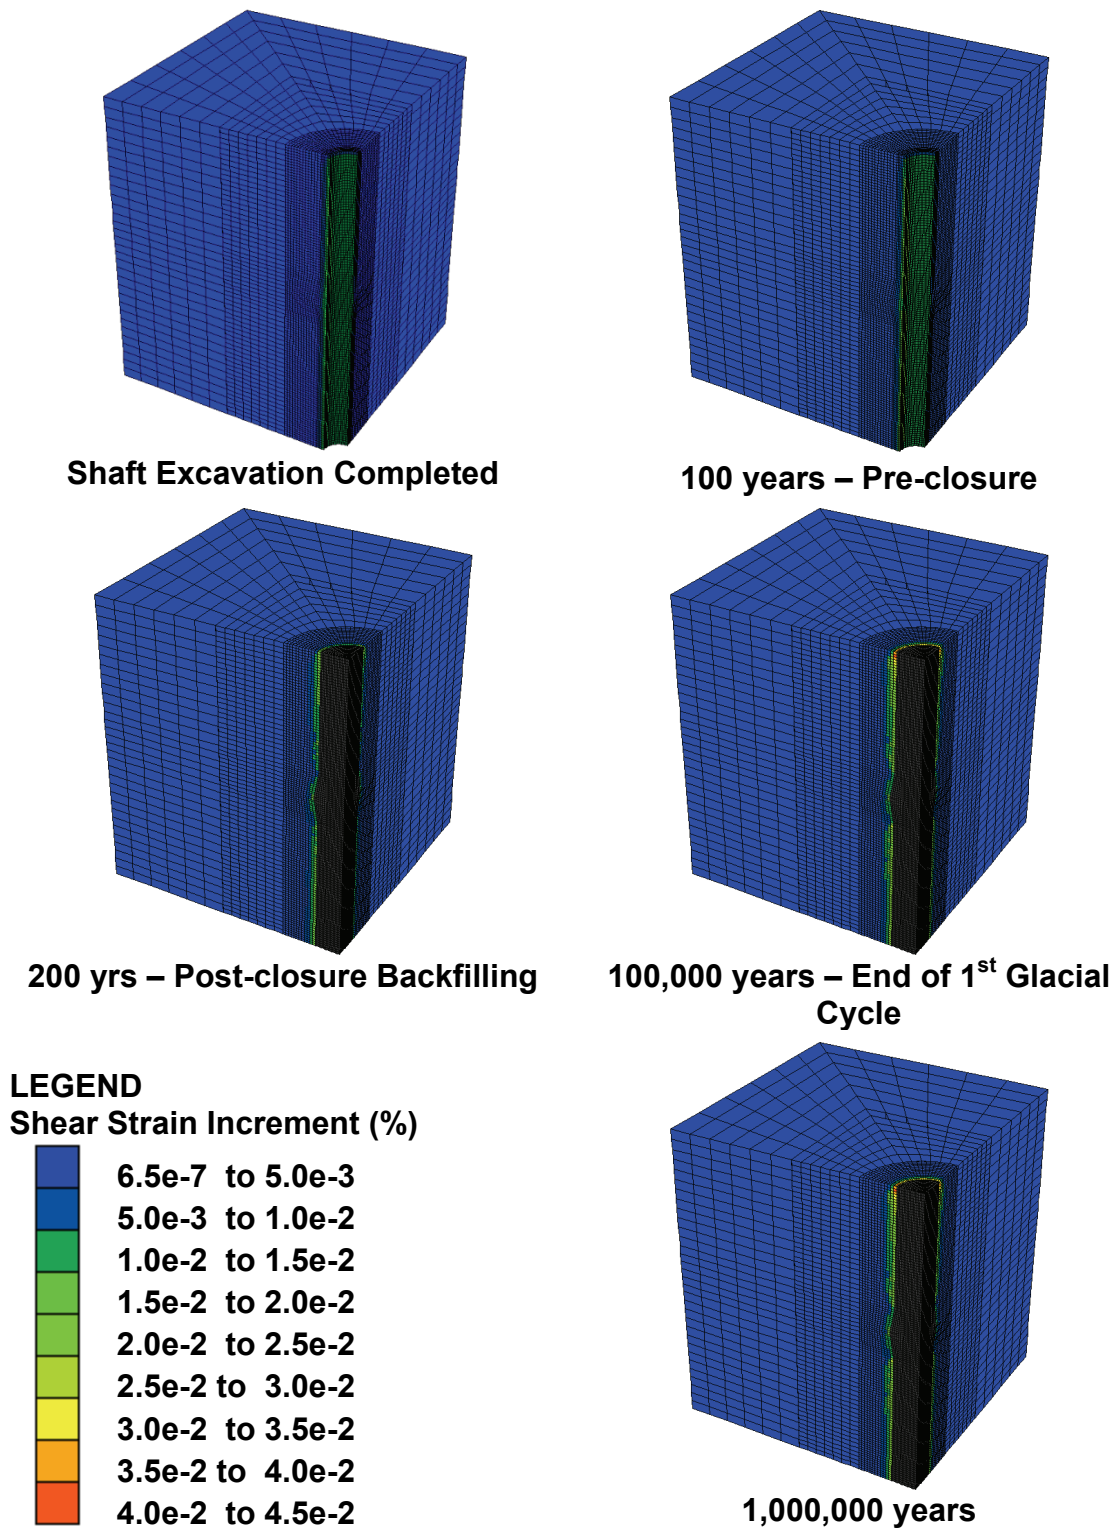 Shaft Excavation Completed
100 years – Pre-closure
200 yrs – Post-closure Backfilling
100,000 years – End of 1st Glacial
Cycle
LEGEND
Shear Strain Increment (%)
6.5e-7 to 5.0e-3
5.0e-3 to 1.0e-2
1.0e-2 to 1.5e-2
1.5e-2 to 2.0e-2
2.0e-2 to 2.5e-2
2.5e-2 to 3.0e-2
3.0e-2 to 3.5e-2
3.5e-2 to 4.0e-2
4.0e-2 to 4.5e-2
1,000,000 years